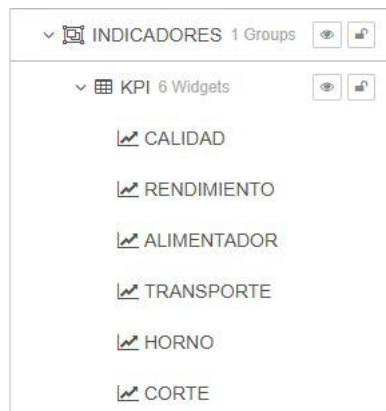 INDICADORES 1 Groups
KPI 6 Widgets
CALIDAD
RENDIMIENTO
ALIMENTADOR
TRANSPORTE
HORNO
CORTE